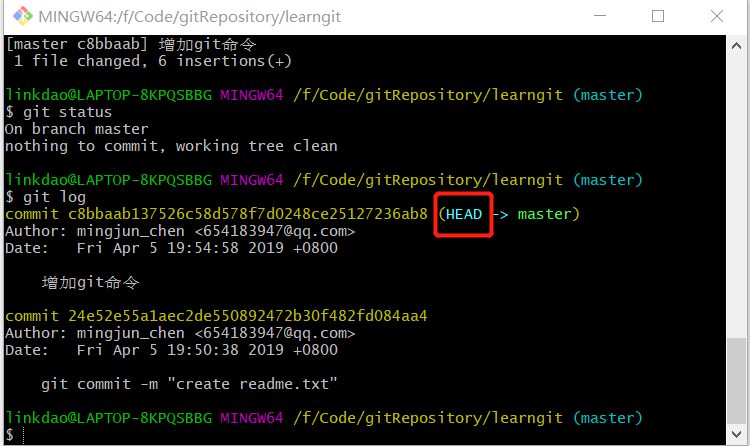 MINGW64:/f/Code/gitRepository/learngit
[master c8bbaab] 增加git命令
 1 file changed, 6 insertions(+)
linkdao@LAPTOP-8KPQSBBG MINGW64 /f/Code/gitRepository/learngit (master)
$ git status
On branch master
nothing to commit, working tree clean
linkdao@LAPTOP-8KPQSBBG MINGW64 /f/Code/gitRepository/learngit (master)
$ git log
commit c8bbaab137526c58d578f7d0248ce25127236ab8 (HEAD -> master)
Author: mingjun_chen <654183947@qq.com>
Date:   Fri Apr 5 19:54:58 2019 +0800
    增加git命令
commit 24e52e55a1aec2de550892472b30f482fd084aa4
Author: mingjun_chen <654183947@qq.com>
Date:   Fri Apr 5 19:50:38 2019 +0800
    git commit -m "create readme.txt"
linkdao@LAPTOP-8KPQSBBG MINGW64 /f/Code/gitRepository/learngit (master)
$